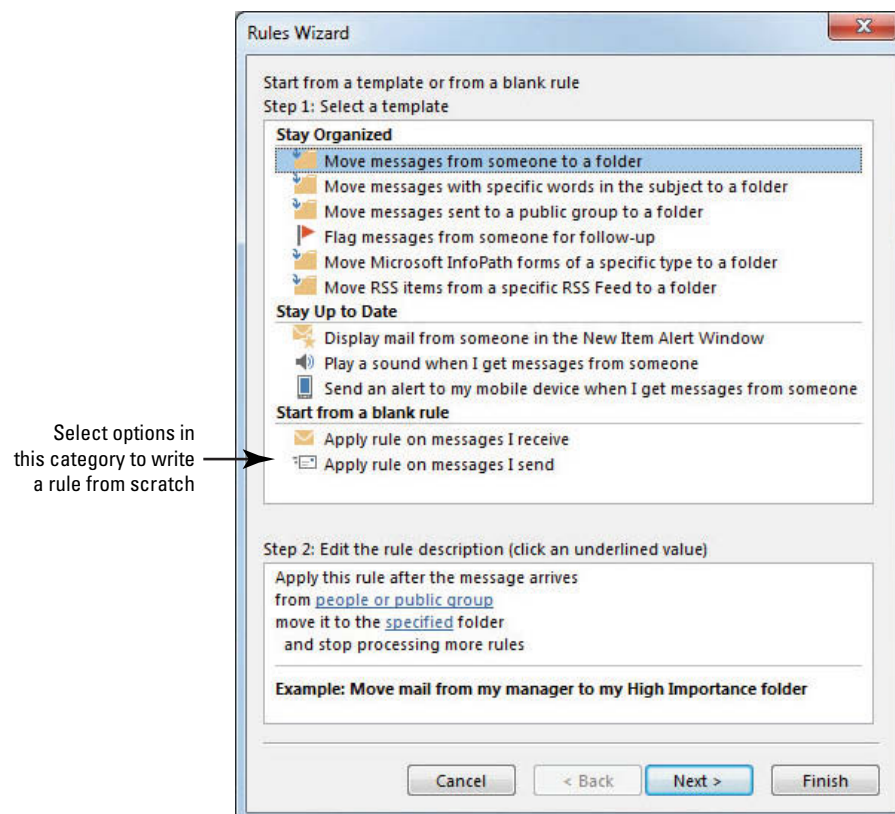 Rules Wizard
Start from a template or from a blank rule
Step 1: Select a template
Stay Organized
Move messages from someone to a folder
Move messages with specific words in the subject to a folder
Move messages sent to a public group to a folder
Flag messages from someone for follow-up
Move Microsoft InfoPath forms of a specific type to a folder
Move RSS items from a specific RSS Feed to a folder
Stay Up to Date
Display mail from someone in the New Item Alert Window
Play a sound when I get messages from someone
Send an alert to my mobile device when I get messages from someone
Start from a blank rule
Apply rule on messages I receive
Apply rule on messages I send
Select options in
this category to write
a rule from scratch
Step 2: Edit the rule description (click an underlined value)
Apply this rule after the message arrives
from people or public group
move it to the specified folder
and stop processing more rules
Example: Move mail from my manager to my High Importance folder
Cancel
< Back
Next >
Finish